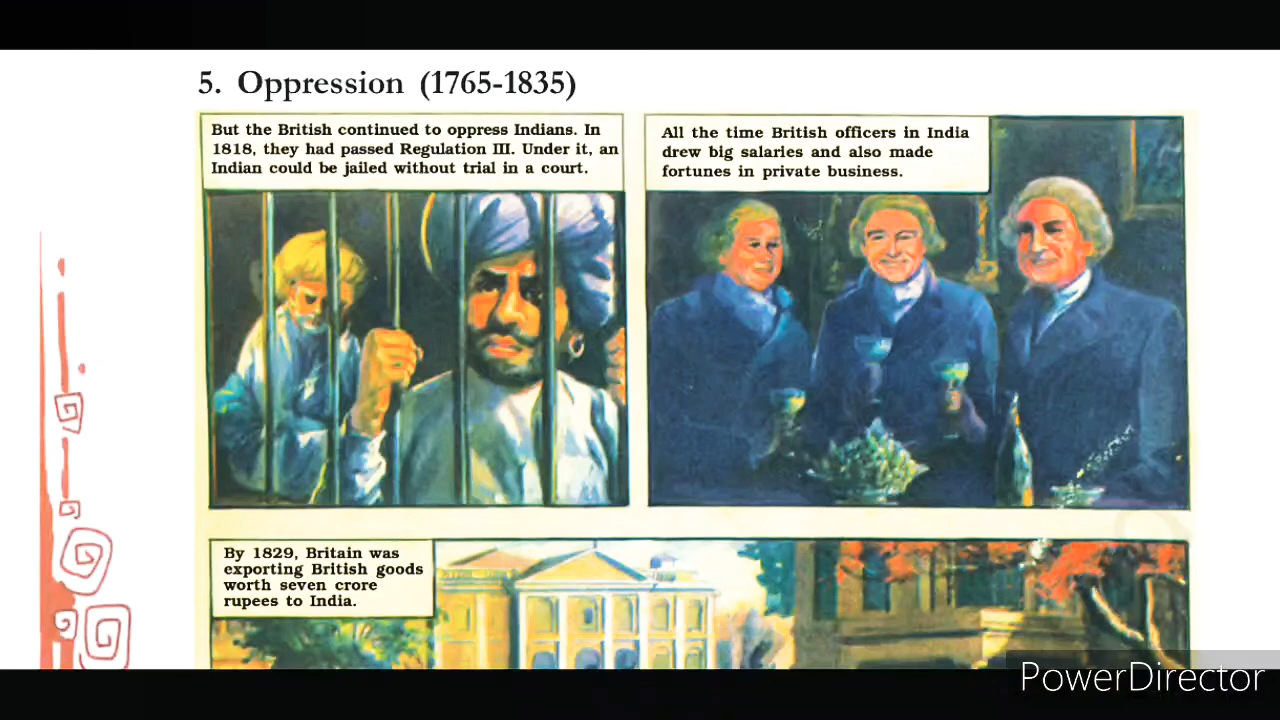 5. Oppression (1765-1835)
But the British continued to oppress Indians. In
1818, they had passed Regulation III. Under it, an
Indian could be jailed without trial in a court.
All the time British officers in India
drew big salaries and also made
fortunes in private business.
By 1829, Britain was
exporting British goods
worth seven crore
rupees to India.
PowerDirector